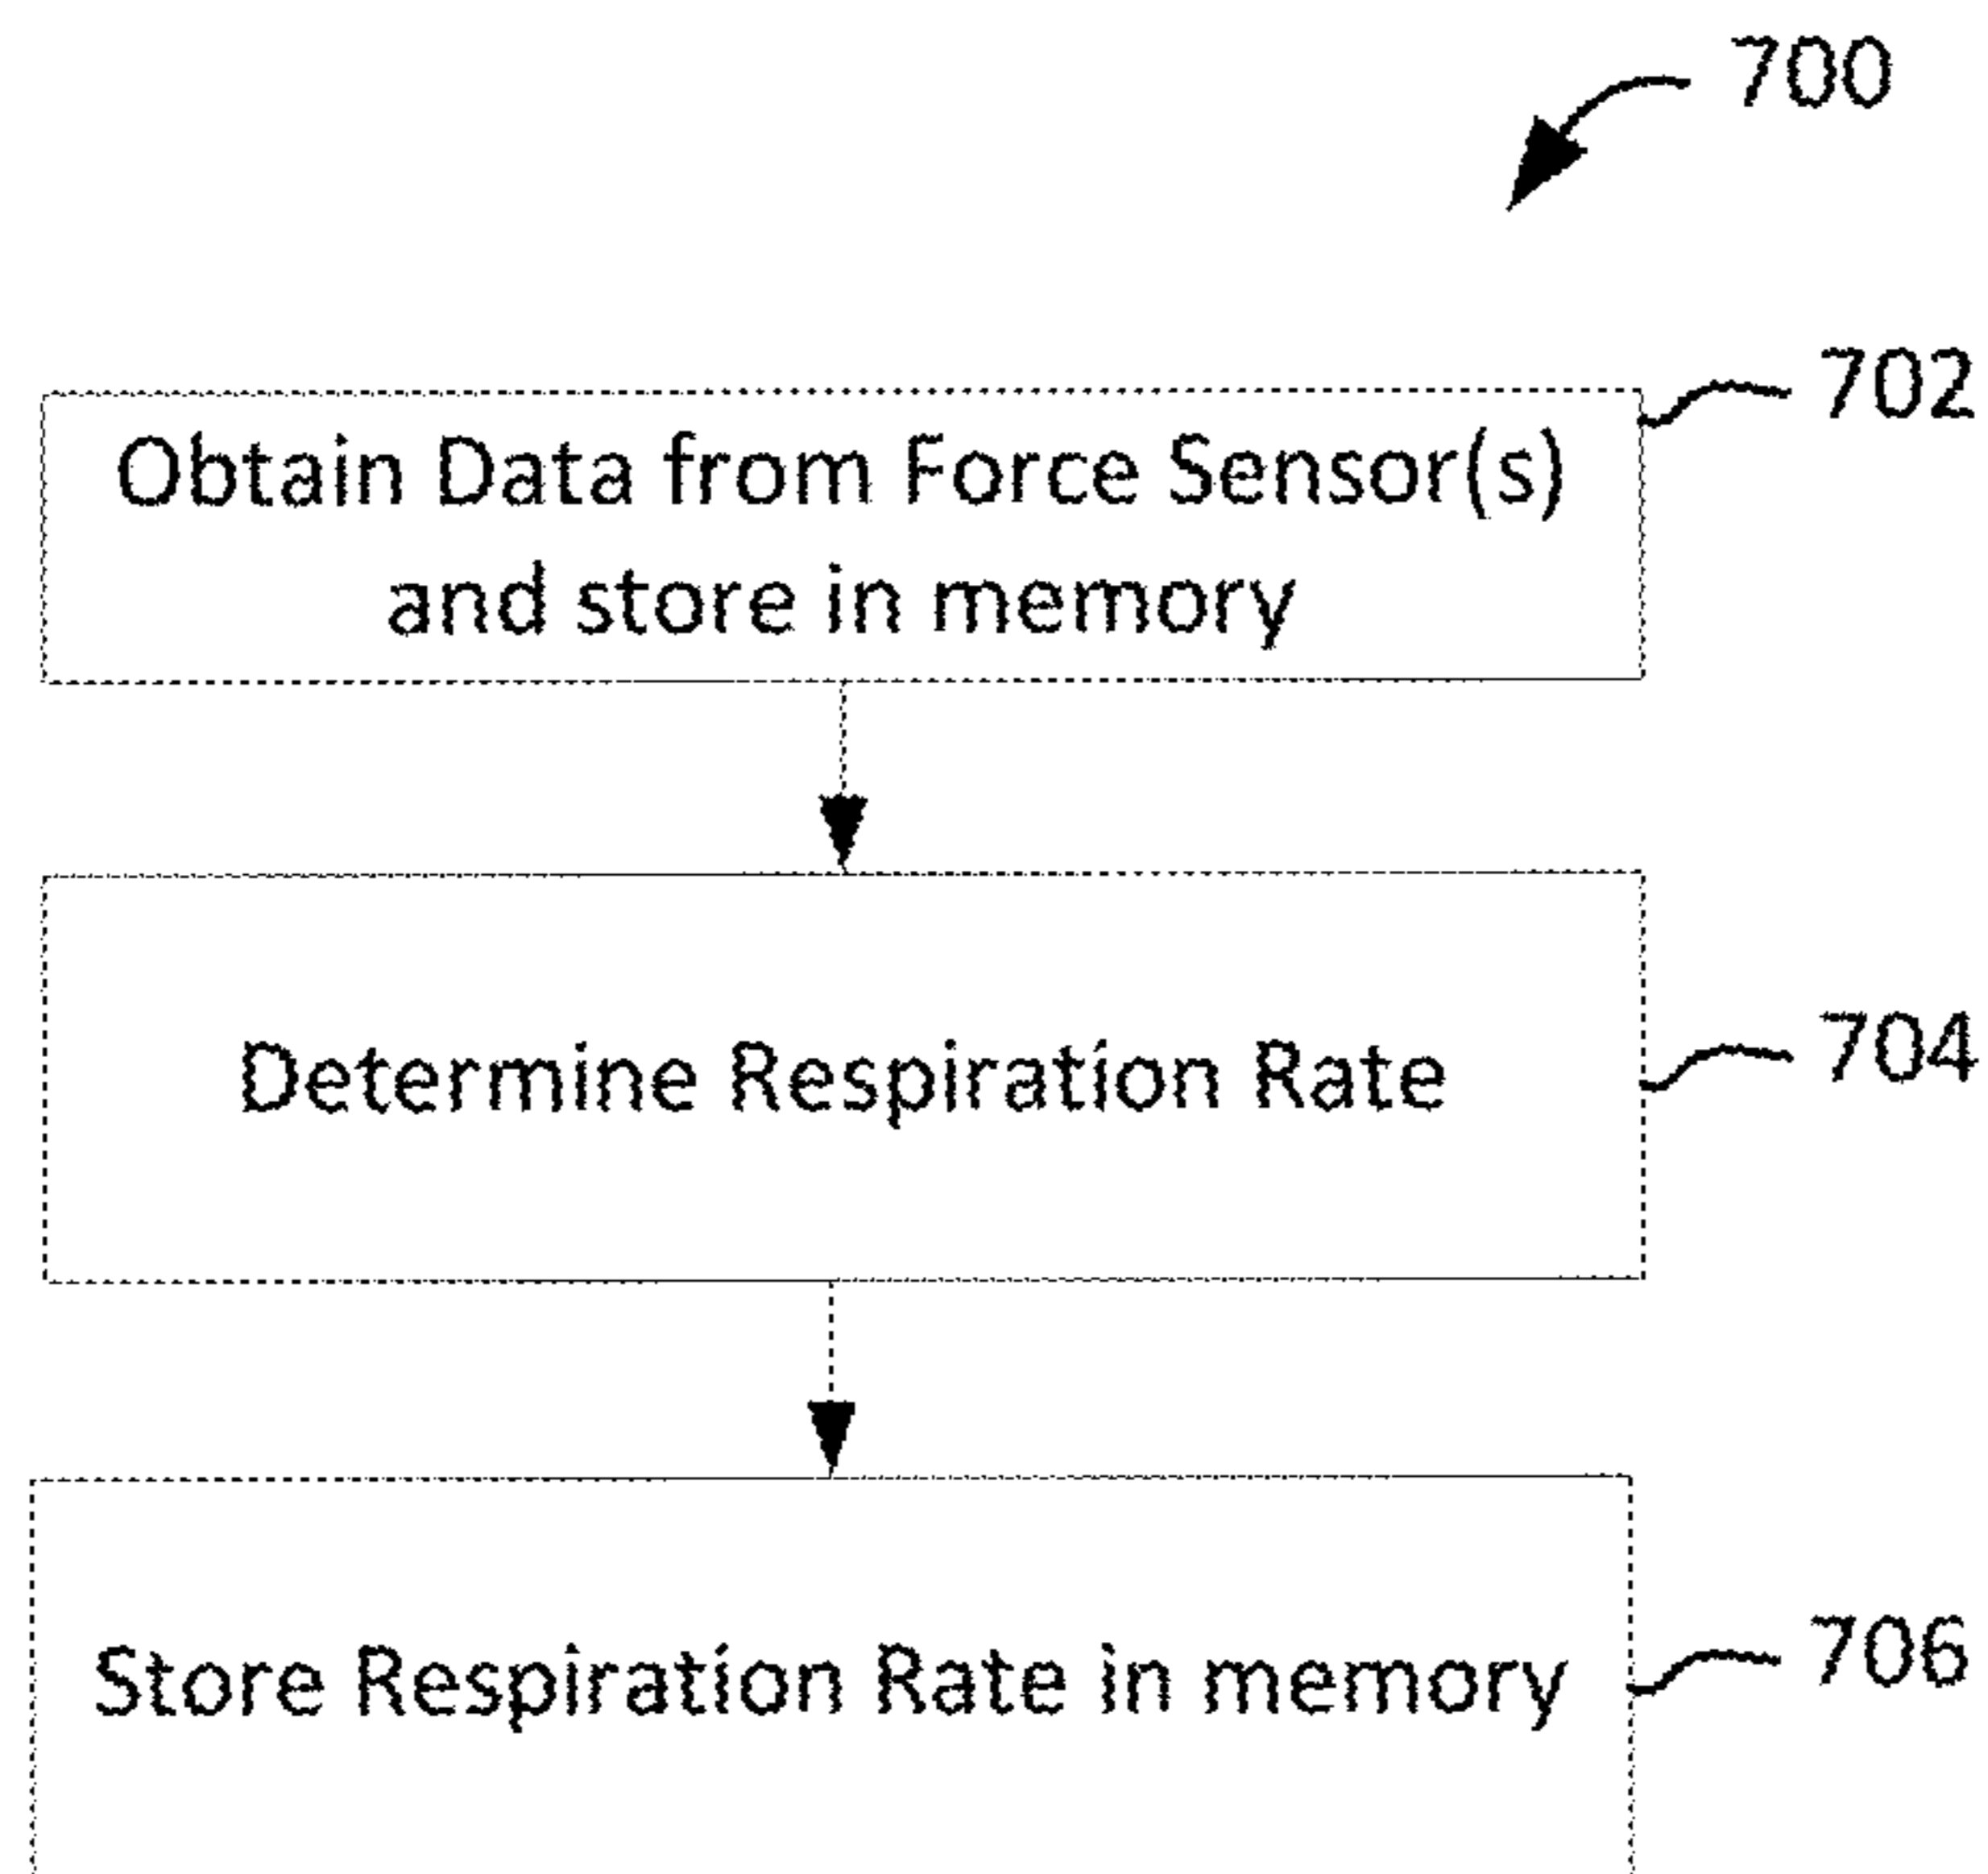 700
702
Obtain Data from Force Sensor(s)
and store in memory
Determine Respiration Rate
704
Store Respiration Rate in memory
706